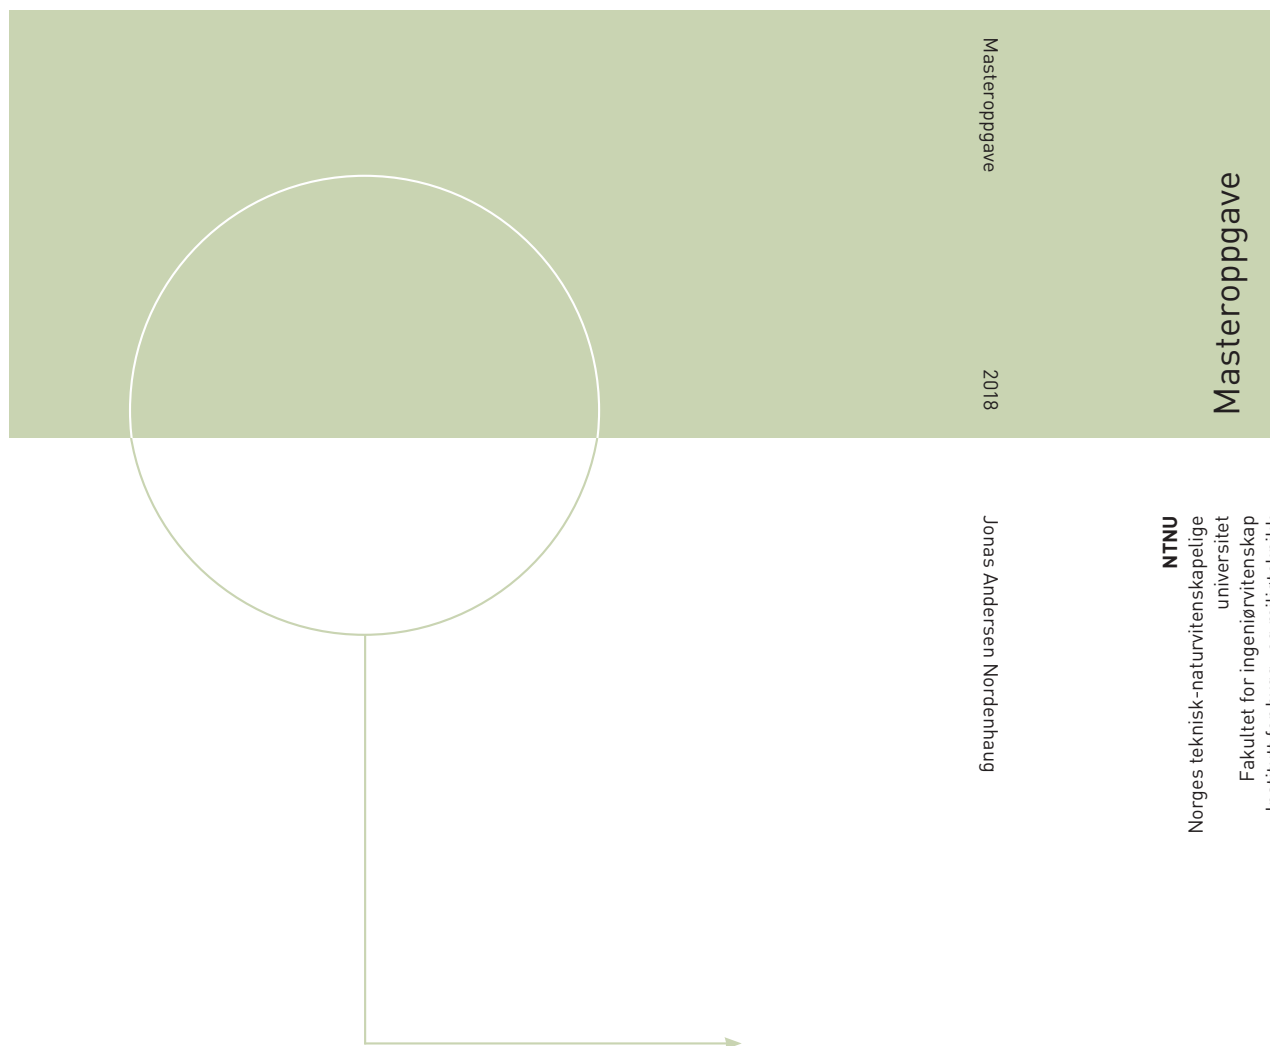 Masteroppgave
2018
Jonas Andersen Nordenhaug
Masteroppgave
NTNU
Norges teknisk-naturvitenskapelige
universitet
Fakultet for ingeniørvitenskap